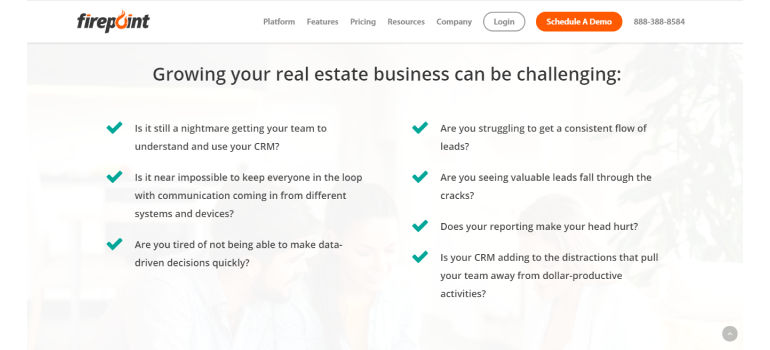 firepoint
Platform Features Pricing Resources Company Login Schedule A Demo 888-388-8584
Growing your real estate business can be challenging:
Is it still a nightmare getting your team to
understand and use your CRM?
Is it near impossible to keep everyone in the loop
with communication coming in from different
systems and devices?
Are you tired of not being able to make data-
driven decisions quickly?
Are you struggling to get a consistent flow of
leads?
Are you seeing valuable leads fall through the
cracks?
Does your reporting make your head hurt?
Is your CRM adding to the distractions that pull
your team away from dollar-productive
activities?